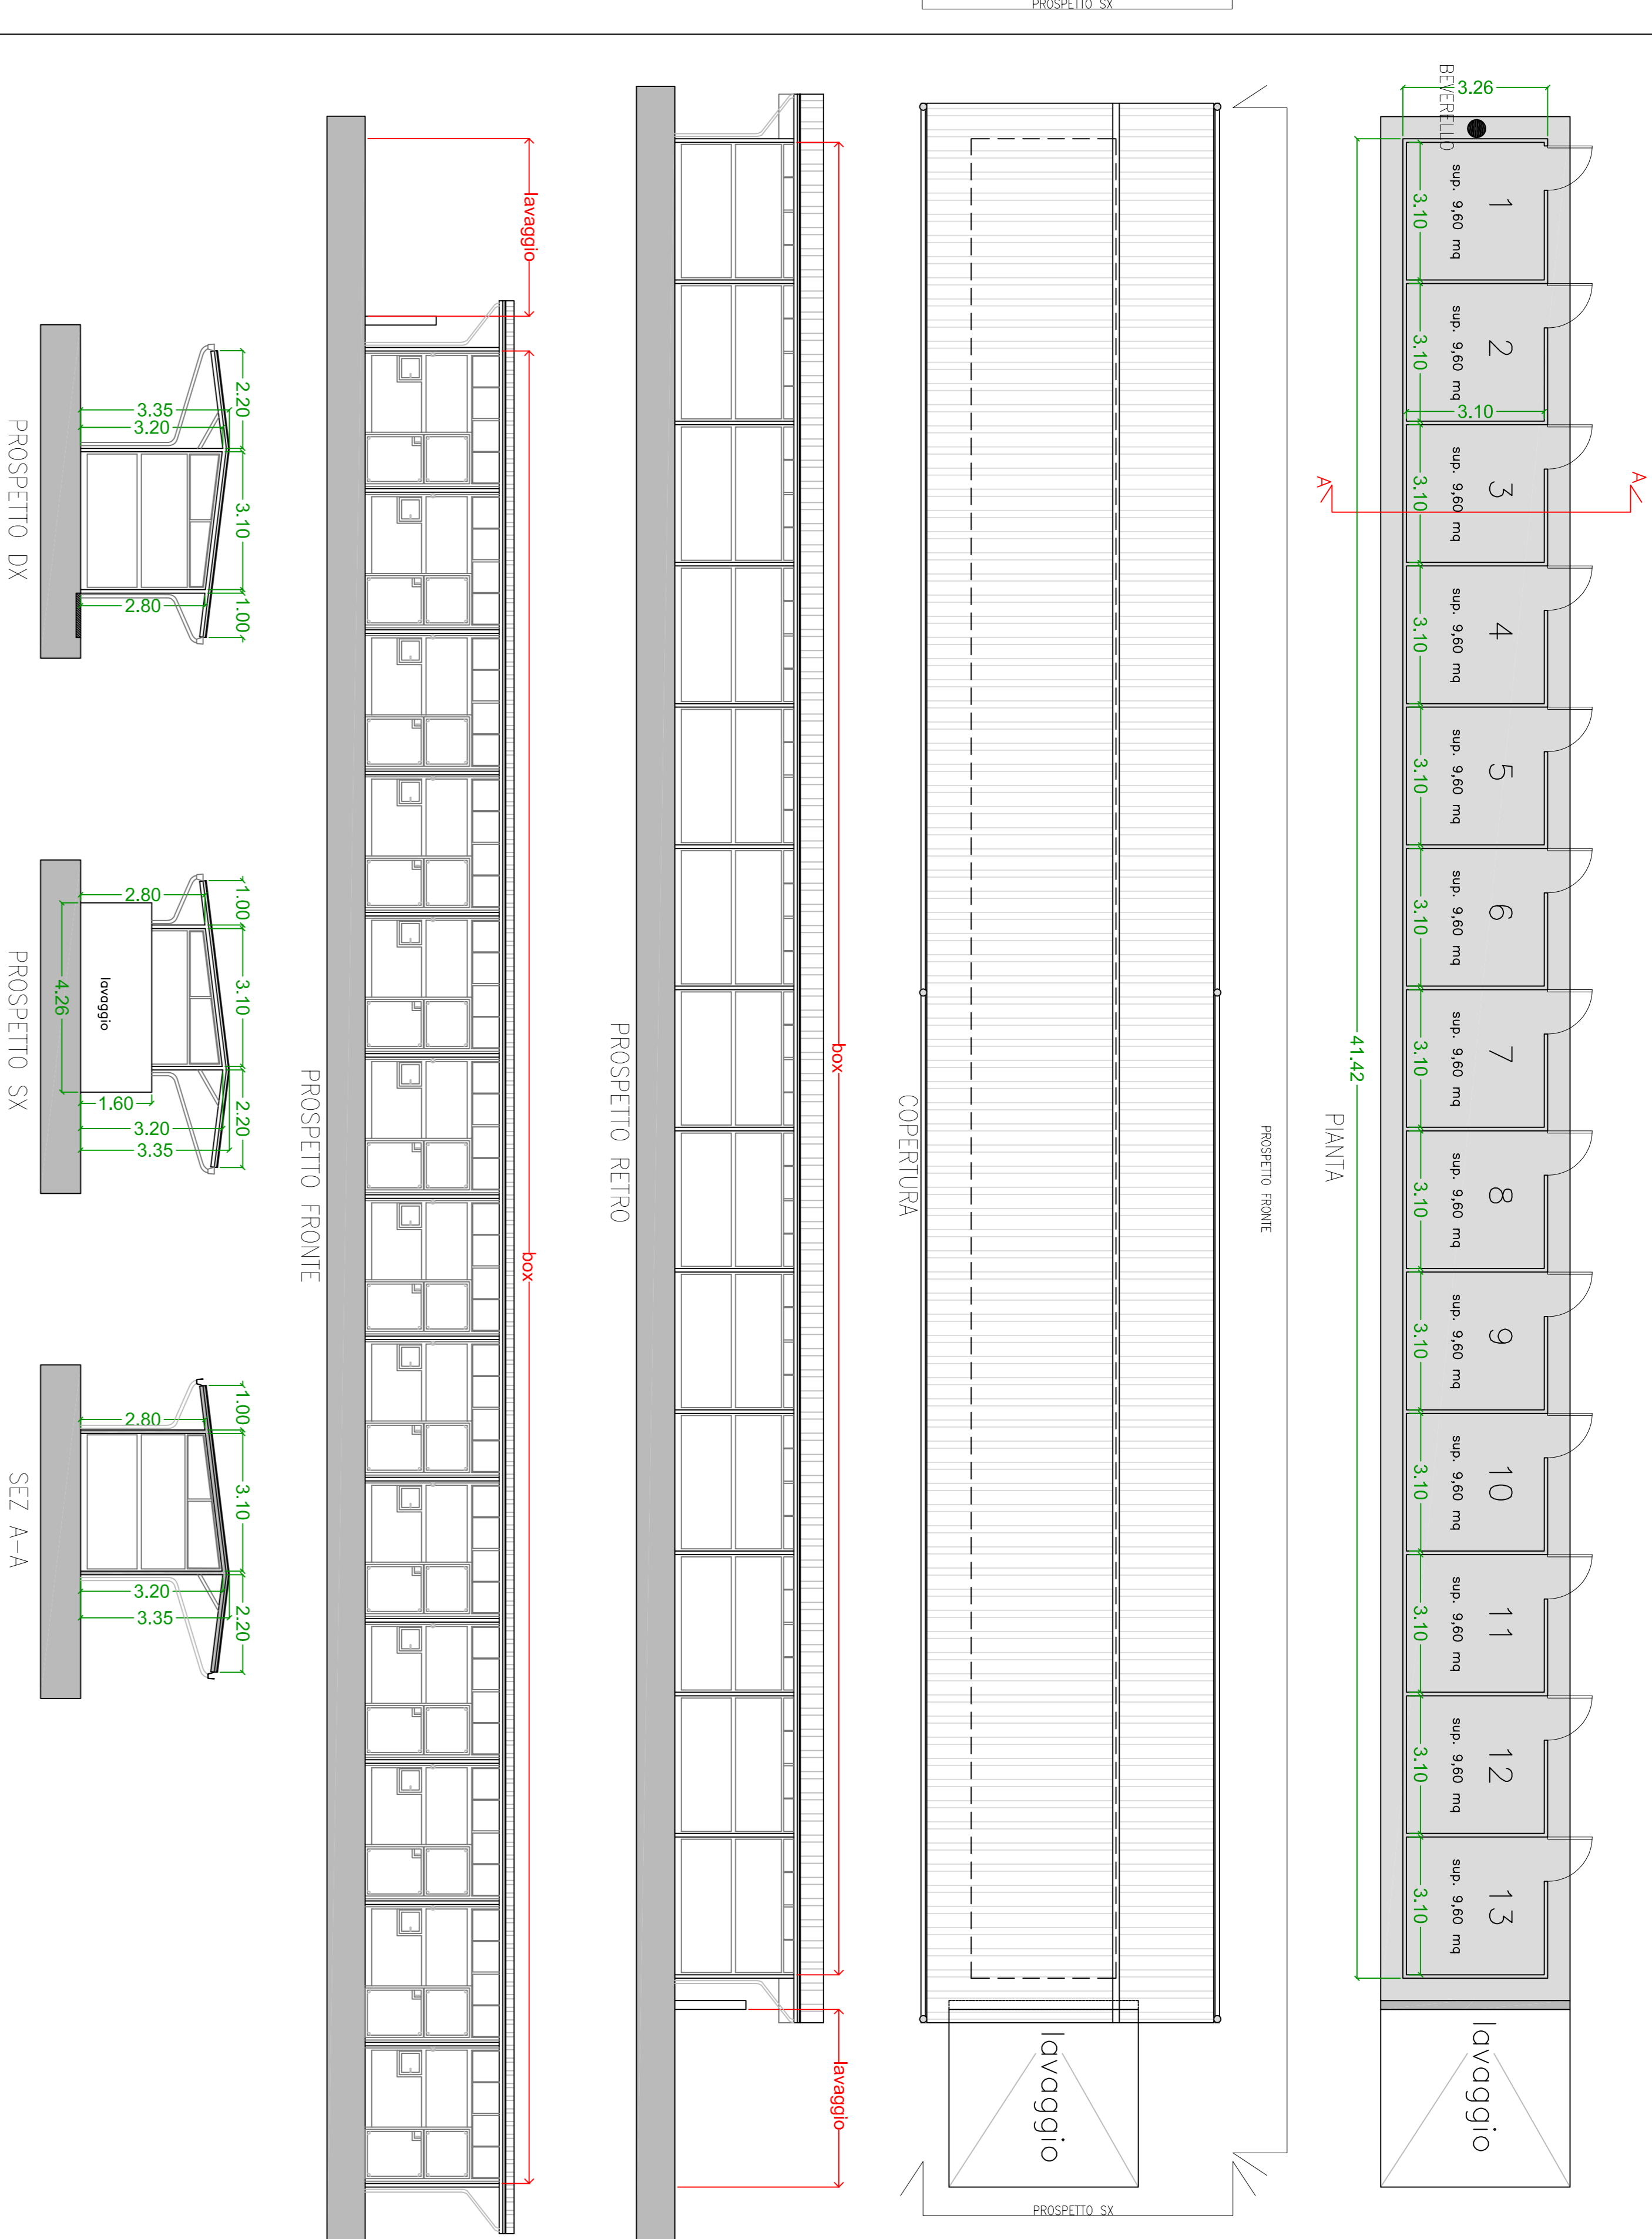 PROSPETTO SX
BEVERELLO
3.26
1
sup. 9,60 mq
3.10
2
sup. 9,60 mq
3.10
3.10
3
sup. 9,60 mq
3.10
4
sup. 9,60 mq
3.10
5
sup. 9,60 mq
3.10
6
sup. 9,60 mq
3.10
7
sup. 9,60 mq
3.10
8
sup. 9,60 mq
3.10
9
sup. 9,60 mq
3.10
10
sup. 9,60 mq
3.10
11
sup. 9,60 mq
3.10
12
sup. 9,60 mq
3.10
13
sup. 9,60 mq
3.10
lavaggio
A
A
41.42
PIANTA
PROSPETTO FRONTE
lavaggio
PROSPETTO SX
COPERTURA
box
lavaggio
PROSPETTO RETRO
lavaggio
box
PROSPETTO FRONTE
2.20
3.10
1.00
3.35
3.20
2.80
PROSPETTO DX
1.00
3.10
2.20
2.80
lavaggio
4.26
1.60
3.20
3.35
PROSPETTO SX
1.00
3.10
2.20
2.80
3.20
3.35
SEZ A-A